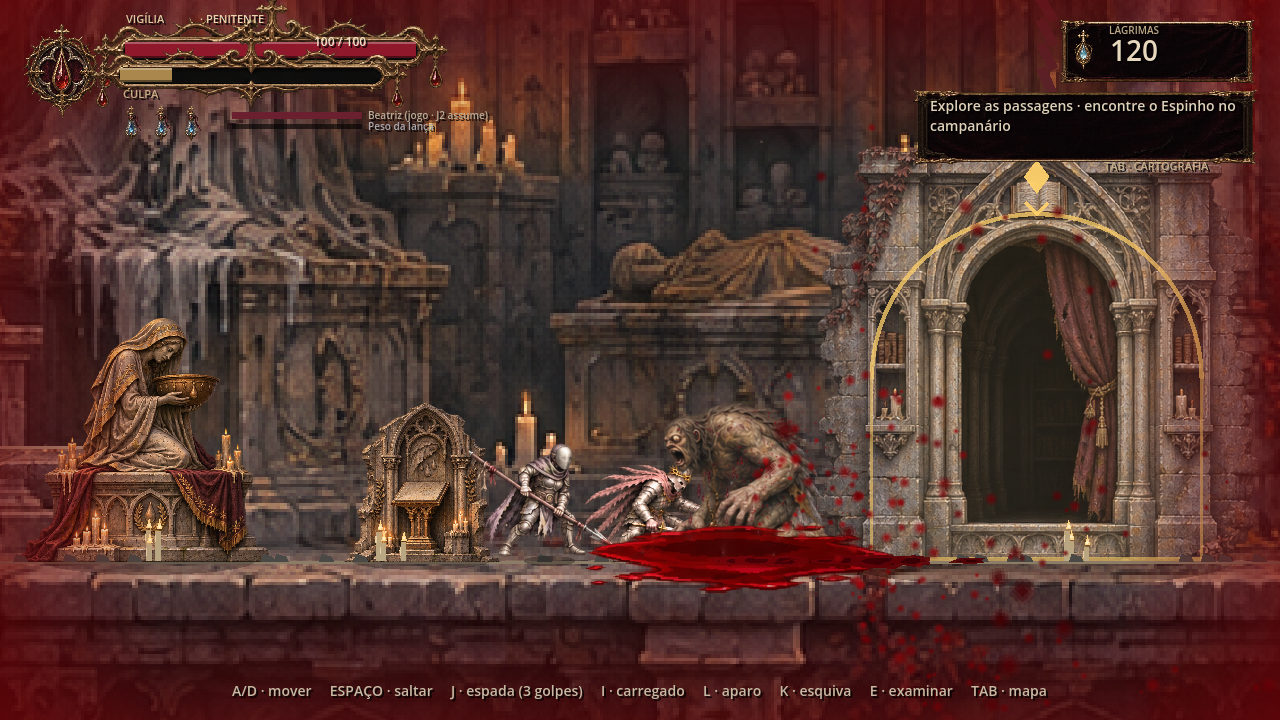 VIGÍLIA PENITENTE
100 / 100
CULPA
Beatriz (jogo · J2 assume)
Peso da lança
LÁGRIMAS
120
Explore as passagens · encontre o Espinho no
campanário
TAB · CARTOGRAFIA
A/D · mover ESPAÇO · saltar J · espada (3 golpes) I · carregado L · aparo K · esquiva E · examinar TAB · mapa